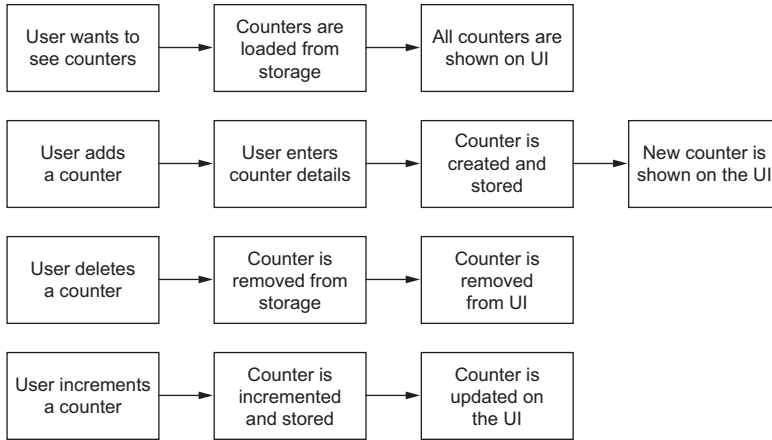 User wants to
see counters
Counters are
loaded from
storage
All counters are
shown on UI
User adds
a counter
User enters
counter details
Counter is
created and
stored
New counter is
shown on the UI
User deletes
a counter
Counter is
removed from
storage
Counter is
removed
from UI
User increments
a counter
Counter is
incremented
and stored
Counter is
updated on
the UI